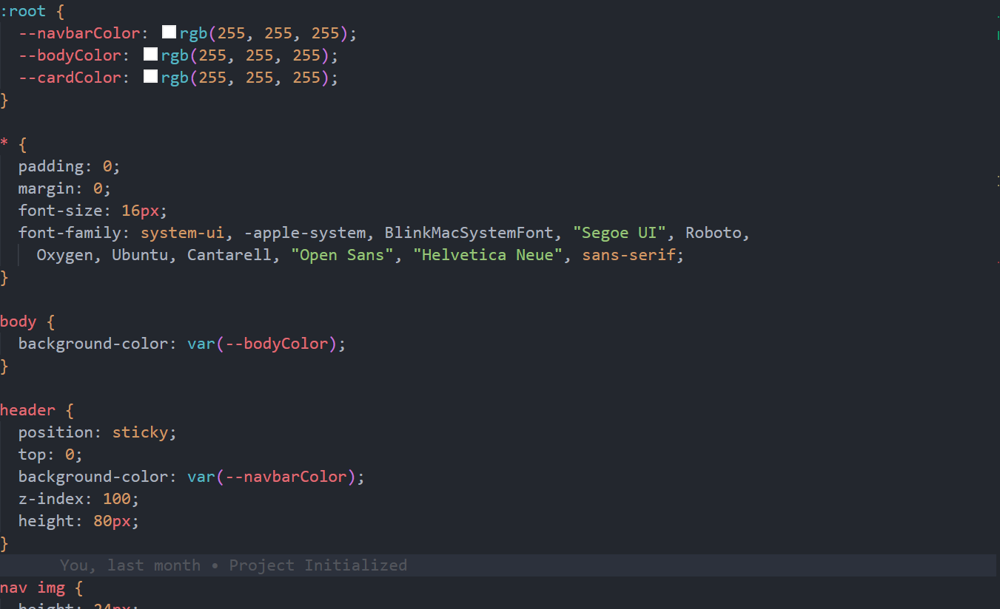 :root {
  --navbarColor: rgb(255, 255, 255);
  --bodyColor: rgb(255, 255, 255);
  --cardColor: rgb(255, 255, 255);
}
* {
  padding: 0;
  margin: 0;
  font-size: 16px;
  font-family: system-ui, -apple-system, BlinkMacSystemFont, "Segoe UI", Roboto,
    Oxygen, Ubuntu, Cantarell, "Open Sans", "Helvetica Neue", sans-serif;
}
body {
  background-color: var(--bodyColor);
}
header {
  position: sticky;
  top: 0;
  background-color: var(--navbarColor);
  z-index: 100;
  height: 80px;
}
You, last month • Project Initialized
nav img {
  height: 24px;